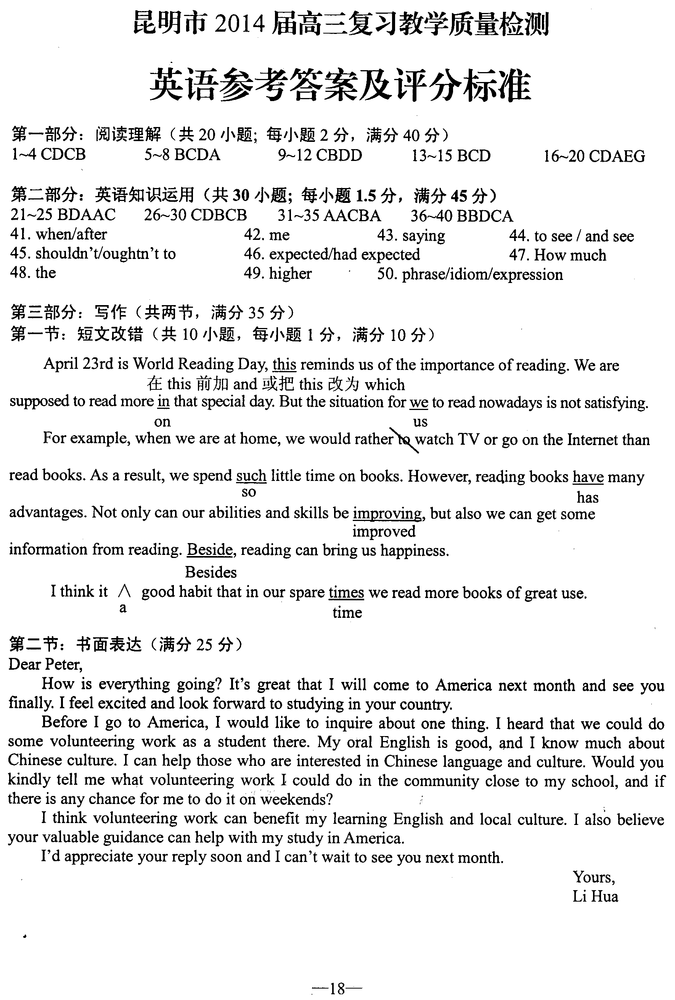 昆明市 2014 届高三复习教学质量检测
英语参考答案及评分标准
第一部分：阅读理解（共 20 小题；每小题 2 分，满分 40 分）
1~4 CDCB 5~8 BCDA 9~12 CBDD 13~15 BCD 16~20 CDAEG
第二部分：英语知识运用（共 30 小题；每小题 1.5 分，满分 45 分）
21~25 BDAAC 26~30 CDBCB 31~35 AACBA 36~40 BBDCA
41. when/after 42. me 43. saying 44. to see / and see
45. shouldn't/oughtn't to 46. expected/had expected 47. How much
48. the 49. higher 50. phrase/idiom/expression
第三部分：写作（共两节，满分 35 分）
第一节：短文改错（共 10 小题，每小题 1 分，满分 10 分）
April 23rd is World Reading Day, this reminds us of the importance of reading. We are
在 this 前加 and 或把 this 改为 which
supposed to read more in that special day. But the situation for we to read nowadays is not satisfying.
on us
For example, when we are at home, we would rather to watch TV or go on the Internet than
read books. As a result, we spend such little time on books. However, reading books have many
so has
advantages. Not only can our abilities and skills be improving, but also we can get some
improved
information from reading. Beside, reading can bring us happiness.
Besides
I think it ∧ good habit that in our spare times we read more books of great use.
a time
第二节：书面表达（满分 25 分）
Dear Peter,
How is everything going? It's great that I will come to America next month and see you
finally. I feel excited and look forward to studying in your country.
Before I go to America, I would like to inquire about one thing. I heard that we could do
some volunteering work as a student there. My oral English is good, and I know much about
Chinese culture. I can help those who are interested in Chinese language and culture. Would you
kindly tell me what volunteering work I could do in the community close to my school, and if
there is any chance for me to do it on weekends?
I think volunteering work can benefit my learning English and local culture. I also believe
your valuable guidance can help with my study in America.
I'd appreciate your reply soon and I can't wait to see you next month.
Yours,
Li Hua
—18—